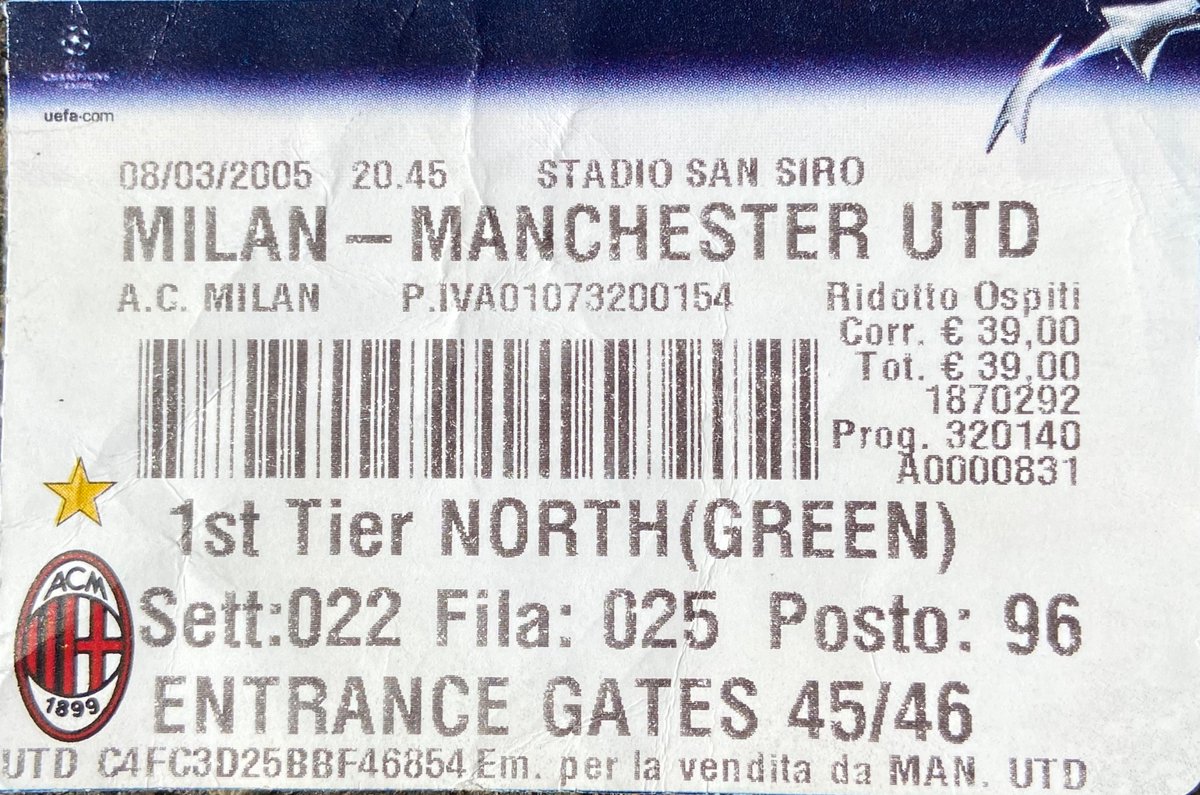 CHAMPIONS
LEAGUE
uefa.com
08/03/2005 20.45 STADIO SAN SIRO
MILAN – MANCHESTER UTD
A.C. MILAN P.IVA01073200154 Ridotto Ospiti
Corr. € 39,00
Tot. € 39,00
1870292
Prog. 320140
A0000831
1st Tier NORTH(GREEN)
ACM
1899
Sett:022 Fila: 025 Posto: 96
ENTRANCE GATES 45/46
UTD C4FC3D25BBF46854 Em. per la vendita da MAN. UTD